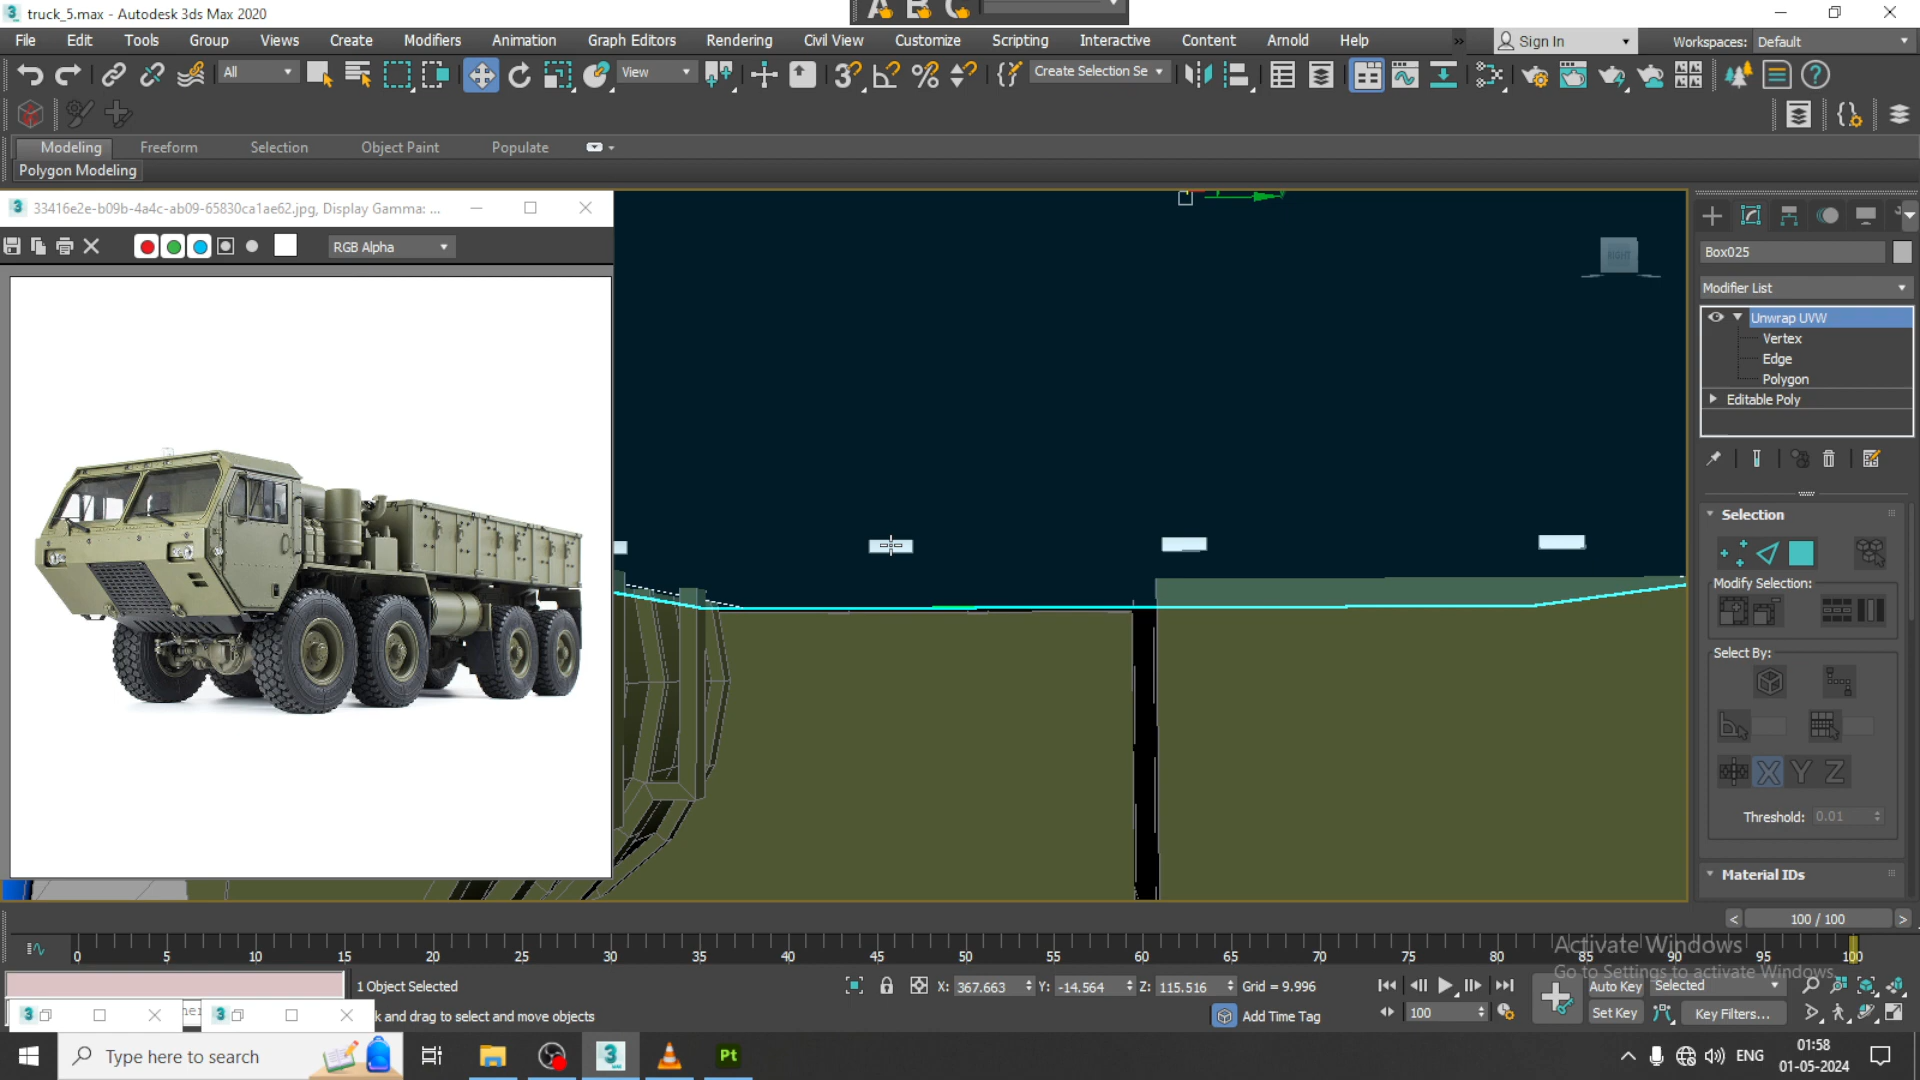 truck_5.max - Autodesk 3ds Max 2020
File Edit Tools Group Views Create Modifiers Animation Graph Editors Rendering Civil View Customize Scripting Interactive Content Arnold Help
Sign In
Workspaces: Default
All
View
Create Selection Se
Modeling Freeform Selection Object Paint Populate
Polygon Modeling
33416e2e-b09b-4a4c-ab09-65830ca1ae62.jpg, Display Gamma: ...
RGB Alpha
RIGHT
Box025
Modifier List
Unwrap UVW
Vertex
Edge
Polygon
Editable Poly
Selection
Modify Selection:
Select By:
X Y Z
Threshold: 0.01
Material IDs
100 / 100
0 5 10 15 20 25 30 35 40 45 50 55 60 65 70 75 80 85 90 95 100
Activate Windows
Go to Settings to activate Windows.
1 Object Selected
X: 367.663 Y: -14.564 Z: 115.516 Grid = 9.996
Auto Key Selected
k and drag to select and move objects
Add Time Tag
100
Set Key Key Filters...
Type here to search
Pt
ENG
01:58
01-05-2024